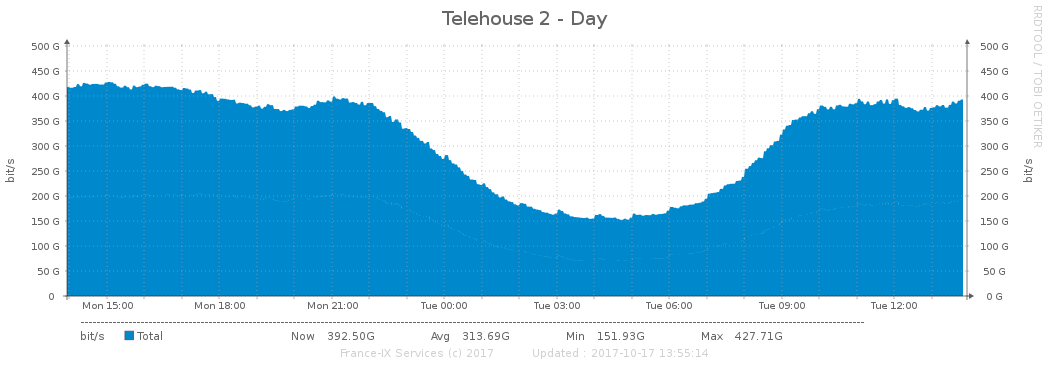 Telehouse 2 - Day
RRDTOOL / TOBI OETIKER
500 G 500 G
450 G 450 G
400 G 400 G
350 G 350 G
300 G 300 G
250 G 250 G
200 G 200 G
150 G 150 G
100 G 100 G
50 G 50 G
0 0 G
bit/s bit/s
Mon 15:00 Mon 18:00 Mon 21:00 Tue 00:00 Tue 03:00 Tue 06:00 Tue 09:00 Tue 12:00
bit/s Total Now 392.50G Avg 313.69G Min 151.93G Max 427.71G
France-IX Services (c) 2017 Updated : 2017-10-17 13:55:14